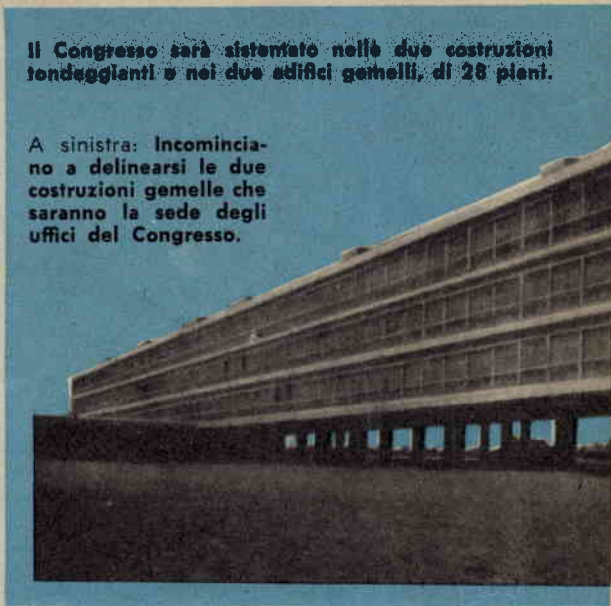 Il Congresso sarà sistemato nelle due costruzioni
tondeggianti e nei due edifici gemelli, di 28 piani.
A sinistra: Incomincia-
no a delinearsi le due
costruzioni gemelle che
saranno la sede degli
uffici del Congresso.